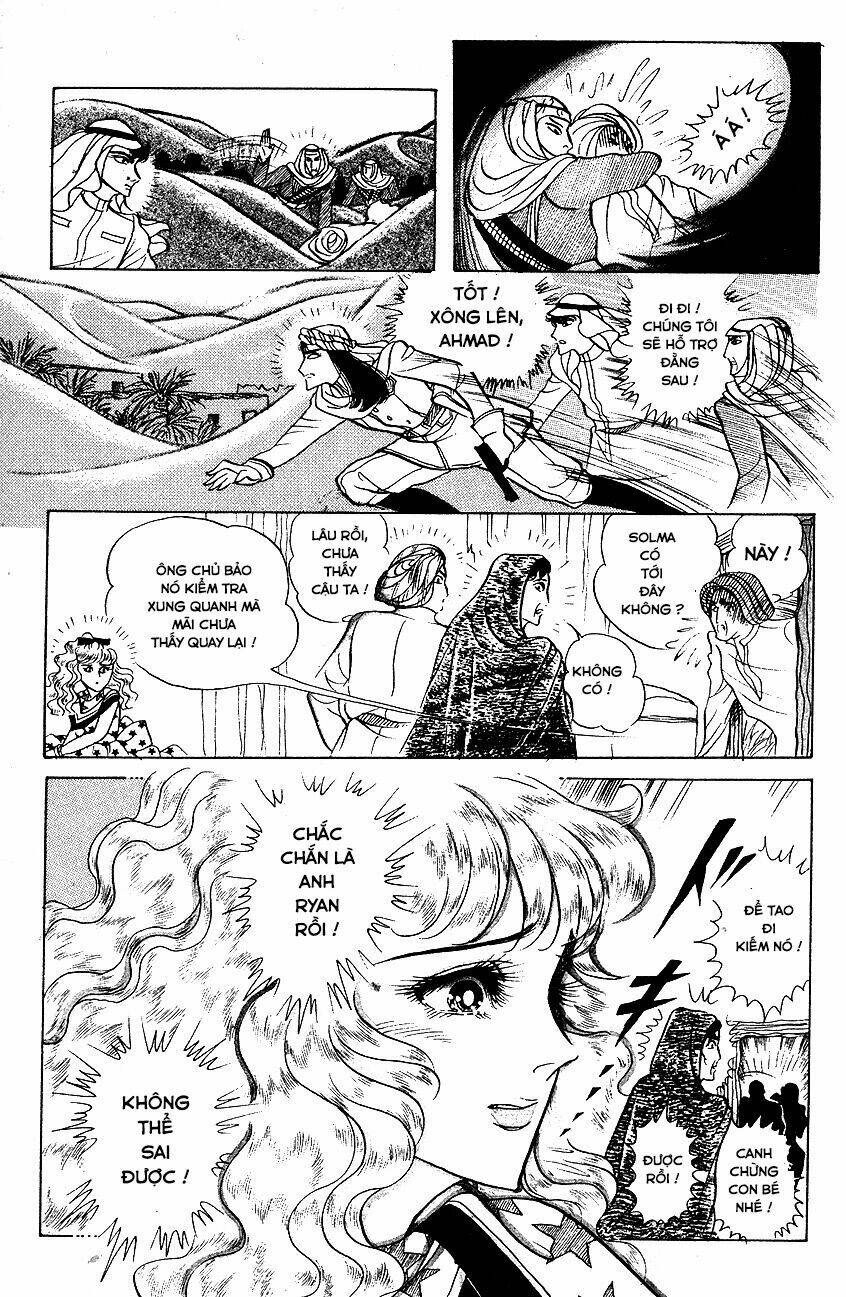 Á Á !
TỐT !
XÔNG LÊN,
AHMAD !
ĐI ĐI !
CHÚNG TÔI
SẼ HỖ TRỢ
ĐẰNG
SAU !
ÔNG CHỦ BẢO
NÓ KIỂM TRA
XUNG QUANH MÀ
MÃI CHƯA
THẤY QUAY LẠI !
LÂU RỒI,
CHƯA
THẤY
CẬU TA !
SOLMA
CÓ
TỚI
ĐÂY
KHÔNG ?
NÀY !
KHÔNG
CÓ !
CHẮC
CHẮN LÀ
ANH
RYAN
RỒI !
KHÔNG
THỂ
SAI
ĐƯỢC !
ĐỂ TAO
ĐI
KIẾM NÓ !
ĐƯỢC
RỒI !
CANH
CHỪNG
CON BÉ
NHÉ !